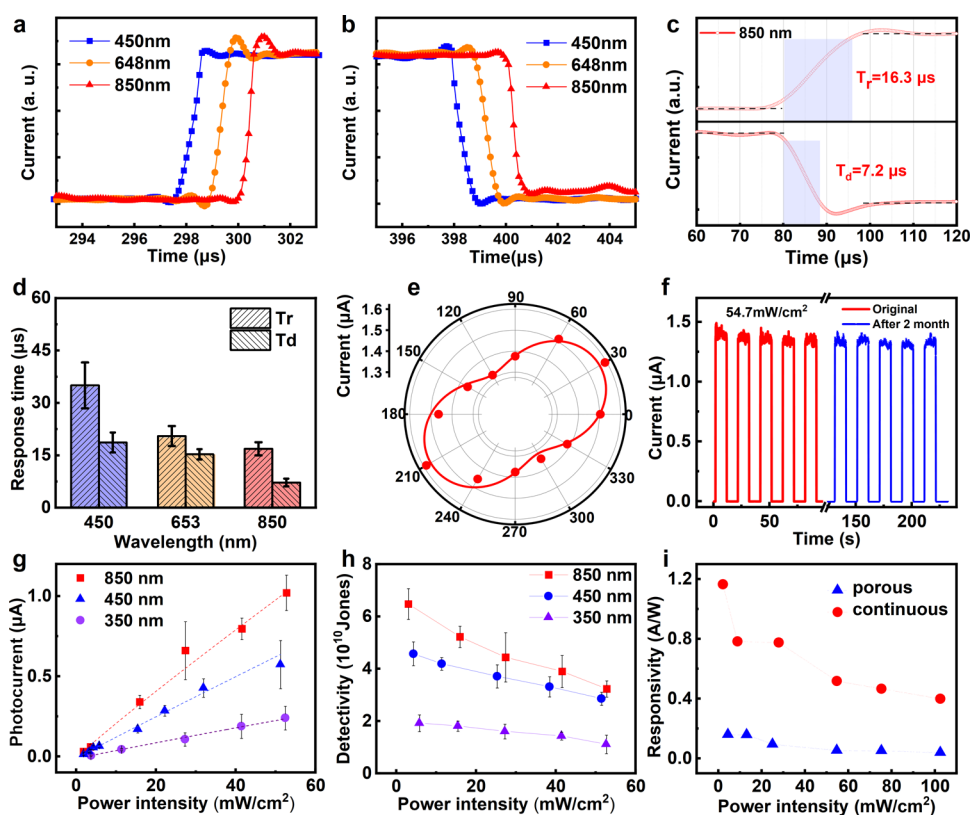 a
450nm
648nm
850nm
Current (a. u.)
294 296 298 300 302
Time (μs)
b
450nm
648nm
850nm
Current (a. u.)
396 398 400 402 404
Time(μs)
c
850 nm
Tr=16.3 μs
Td=7.2 μs
Current (a.u.)
60 70 80 90 100 110 120
Time (μs)
d
Tr
Td
Response time (μs)
60
45
30
15
0
450 653 850
Wavelength (nm)
e
Current (μA)
1.6
1.5
1.4
1.3
90
60
30
0
330
300
270
240
210
180
150
120
f
54.7mW/cm²
Original
After 2 month
Current (μA)
1.5
1.0
0.5
0.0
0 50 150 200
Time (s)
g
850 nm
450 nm
350 nm
Photocurrent (μA)
1.0
0.5
0.0
0 20 40 60
Power intensity (mW/cm²)
h
850 nm
450 nm
350 nm
Detectivity (10¹⁰Jones)
8
6
4
2
0
0 20 40 60
Power intensity (mW/cm²)
i
porous
continuous
Responsivity (A/W)
1.2
0.8
0.4
0.0
0 20 40 60 80 100
Power intensity (mW/cm²)